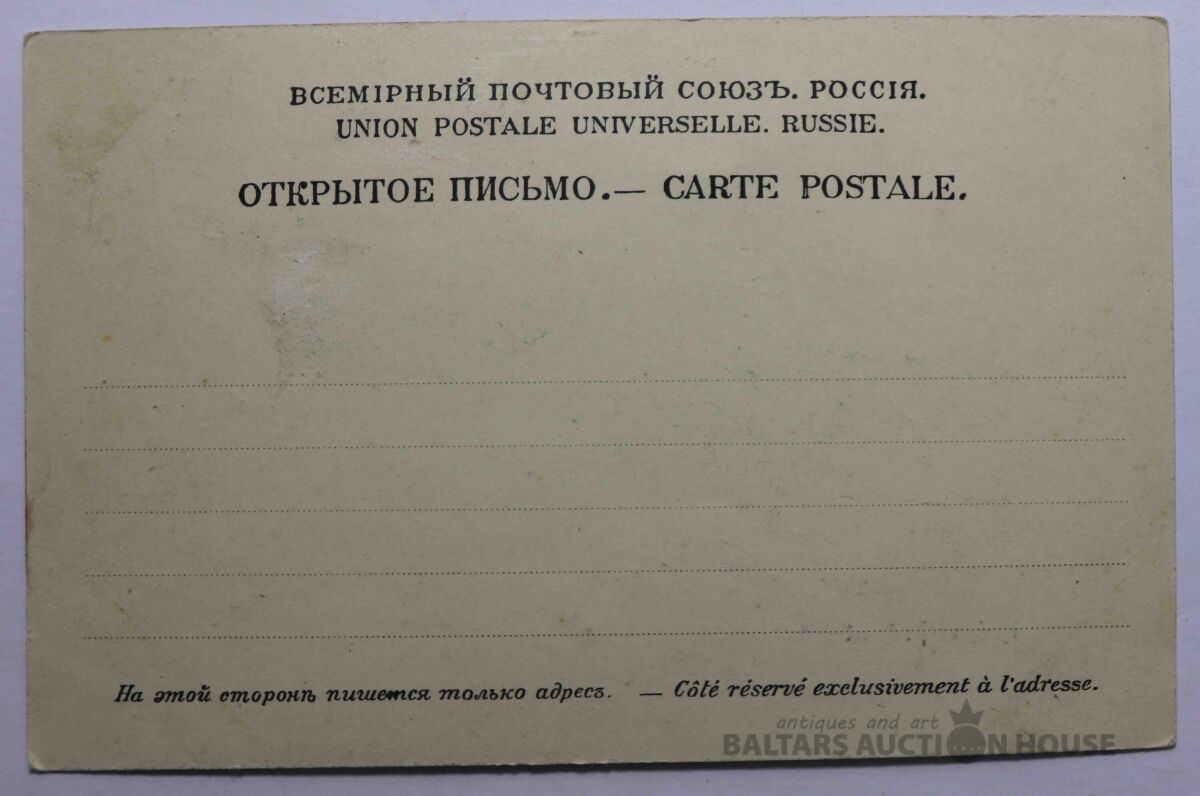 ВСЕМІРНЫЙ ПОЧТОВЫЙ СОЮЗЪ. РОССІЯ.
UNION POSTALE UNIVERSELLE. RUSSIE.
ОТКРЫТОЕ ПИСЬМО.— CARTE POSTALE.
На этой сторонѣ пишется только адресъ. — Côté réservé exclusivement à l'adresse.
antiques and art
BALTARS AUCTION HOUSE